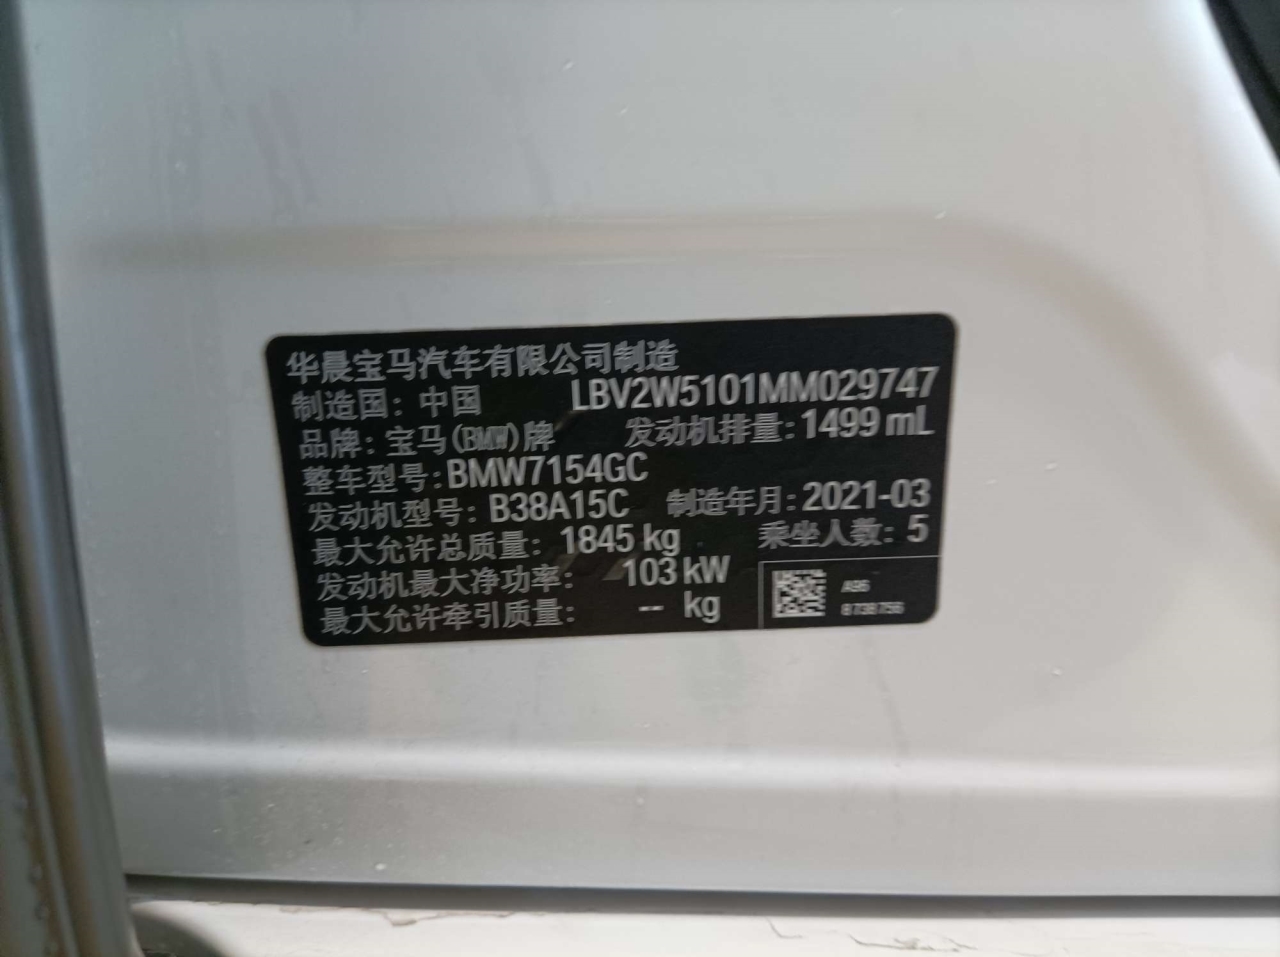 华晨宝马汽车有限公司制造
制造国：中国 LBV2W5101MM029747
品牌：宝马(BMW)牌 发动机排量：1499 mL
整车型号：BMW7154GC
发动机型号：B38A15C 制造年月：2021-03
最大允许总质量：1845 kg 乘坐人数：5
发动机最大净功率：103 kW
最大允许牵引质量：-- kg
A96
8 738 756